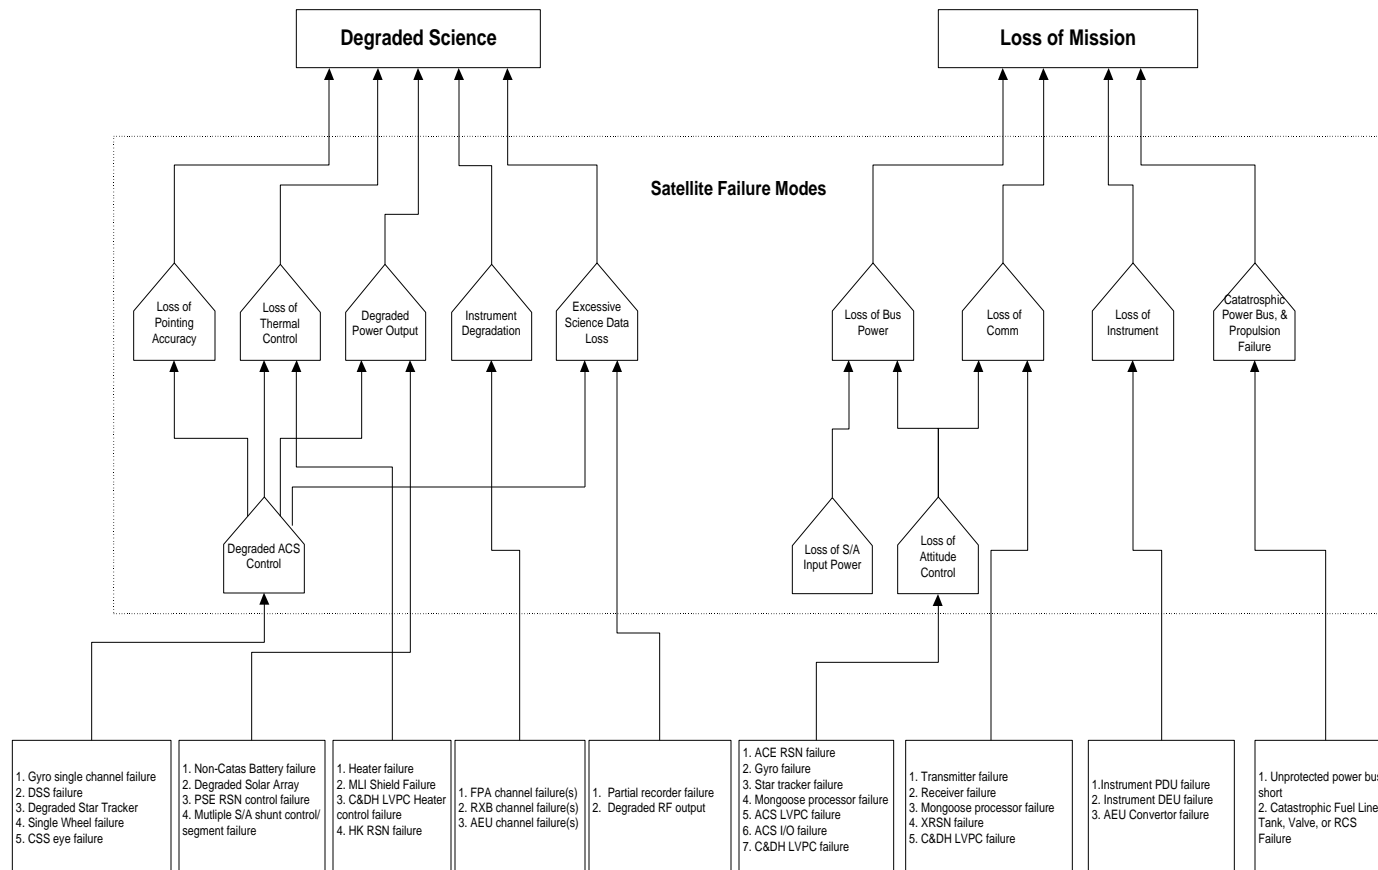 Degraded Science
Loss of Mission
Satellite Failure Modes
Loss of
Pointing
Accuracy
Loss of
Thermal
Control
Degraded
Power Output
Instrument
Degradation
Excessive
Science Data
Loss
Loss of Bus
Power
Loss of
Comm
Loss of
Instrument
Catatrosphic
Power Bus, &
Propulsion
Failure
Degraded ACS
Control
Loss of S/A
Input Power
Loss of
Attitude
Control
1. Gyro single channel failure
2. DSS failure
3. Degraded Star Tracker
4. Single Wheel failure
5. CSS eye failure
1. Non-Catas Battery failure
2. Degraded Solar Array
3. PSE RSN control failure
4. Mutliple S/A shunt control/
segment failure
1. Heater failure
2. MLI Shield Failure
3. C&DH LVPC Heater
control failure
4. HK RSN failure
1. FPA channel failure(s)
2. RXB channel failure(s)
3. AEU channel failure(s)
1. Partial recorder failure
2. Degraded RF output
1. ACE RSN failure
2. Gyro failure
3. Star tracker failure
4. Mongoose processor failure
5. ACS LVPC failure
6. ACS I/O failure
7. C&DH LVPC failure
1. Transmitter failure
2. Receiver failure
3. Mongoose processor failure
4. XRSN failure
5. C&DH LVPC failure
1.Instrument PDU failure
2. Instrument DEU failure
3. AEU Convertor failure
1. Unprotected power bus
short
2. Catastrophic Fuel Line
Tank, Valve, or RCS
Failure